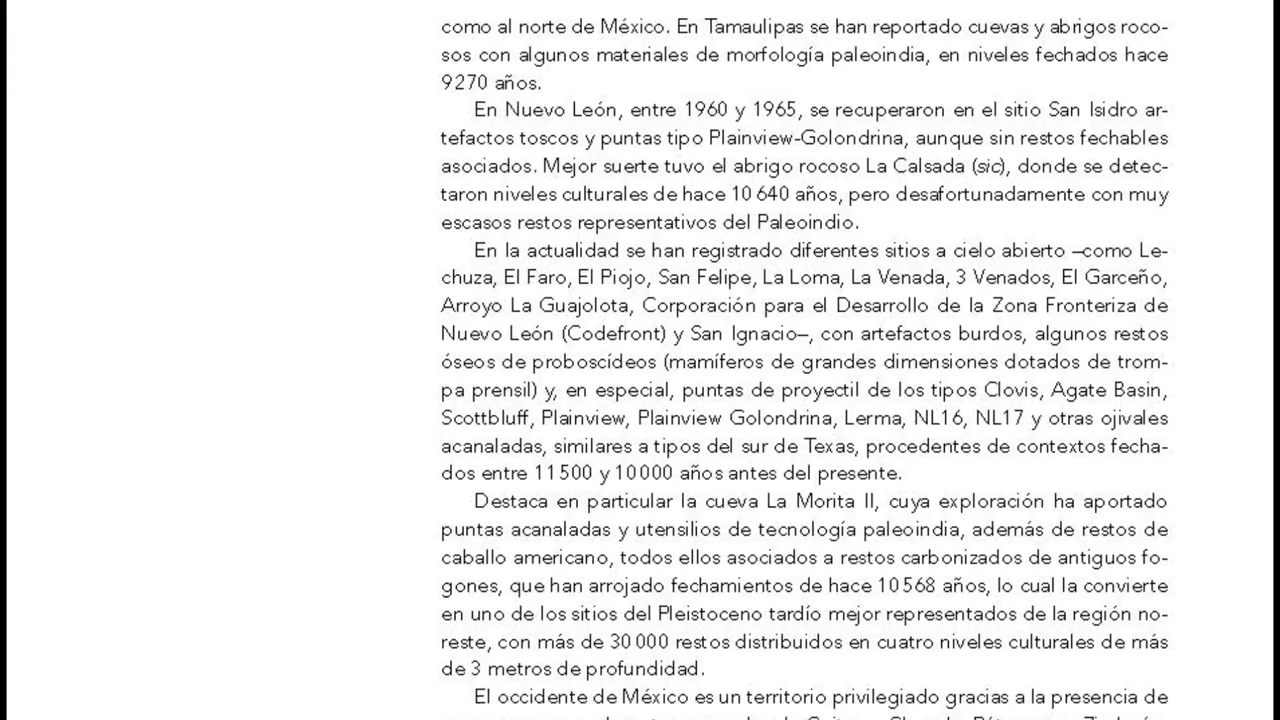 como al norte de México. En Tamaulipas se han reportado cuevas y abrigos roco-
sos con algunos materiales de morfología paleoindia, en niveles fechados hace
9270 años.
En Nuevo León, entre 1960 y 1965, se recuperaron en el sitio San Isidro ar-
tefactos toscos y puntas tipo Plainview-Golondrina, aunque sin restos fechables
asociados. Mejor suerte tuvo el abrigo rocoso La Calsada (sic), donde se detec-
taron niveles culturales de hace 10 640 años, pero desafortunadamente con muy
escasos restos representativos del Paleoindio.
En la actualidad se han registrado diferentes sitios a cielo abierto –como Le-
chuza, El Faro, El Piojo, San Felipe, La Loma, La Venada, 3 Venados, El Garceño,
Arroyo La Guajolota, Corporación para el Desarrollo de la Zona Fronteriza de
Nuevo León (Codefront) y San Ignacio–, con artefactos burdos, algunos restos
óseos de proboscídeos (mamíferos de grandes dimensiones dotados de trom-
pa prensil) y, en especial, puntas de proyectil de los tipos Clovis, Agate Basin,
Scottbluff, Plainview, Plainview Golondrina, Lerma, NL16, NL17 y otras ojivales
acanaladas, similares a tipos del sur de Texas, procedentes de contextos fecha-
dos entre 11 500 y 10 000 años antes del presente.
Destaca en particular la cueva La Morita II, cuya exploración ha aportado
puntas acanaladas y utensilios de tecnología paleoindia, además de restos de
caballo americano, todos ellos asociados a restos carbonizados de antiguos fo-
gones, que han arrojado fechamientos de hace 10 568 años, lo cual la convierte
en uno de los sitios del Pleistoceno tardío mejor representados de la región no-
reste, con más de 30 000 restos distribuidos en cuatro niveles culturales de más
de 3 metros de profundidad.
El occidente de México es un territorio privilegiado gracias a la presencia de